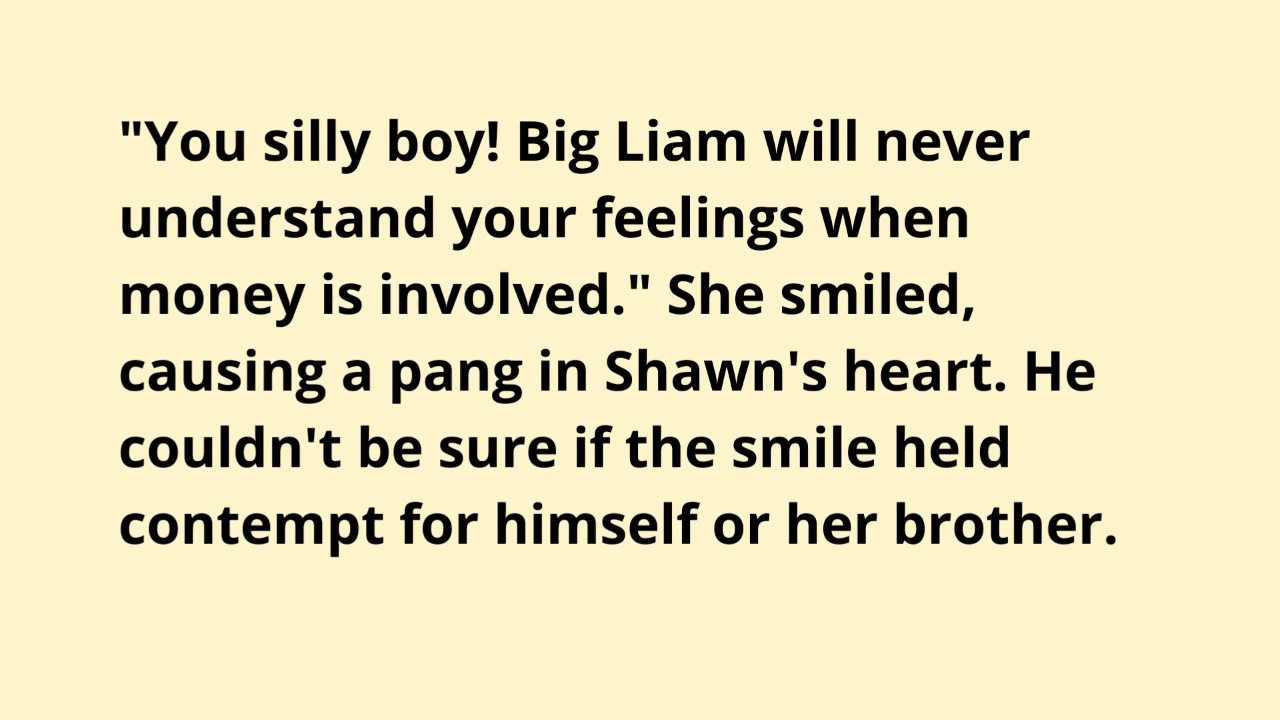 "You silly boy! Big Liam will never
understand your feelings when
money is involved." She smiled,
causing a pang in Shawn's heart. He
couldn't be sure if the smile held
contempt for himself or her brother.